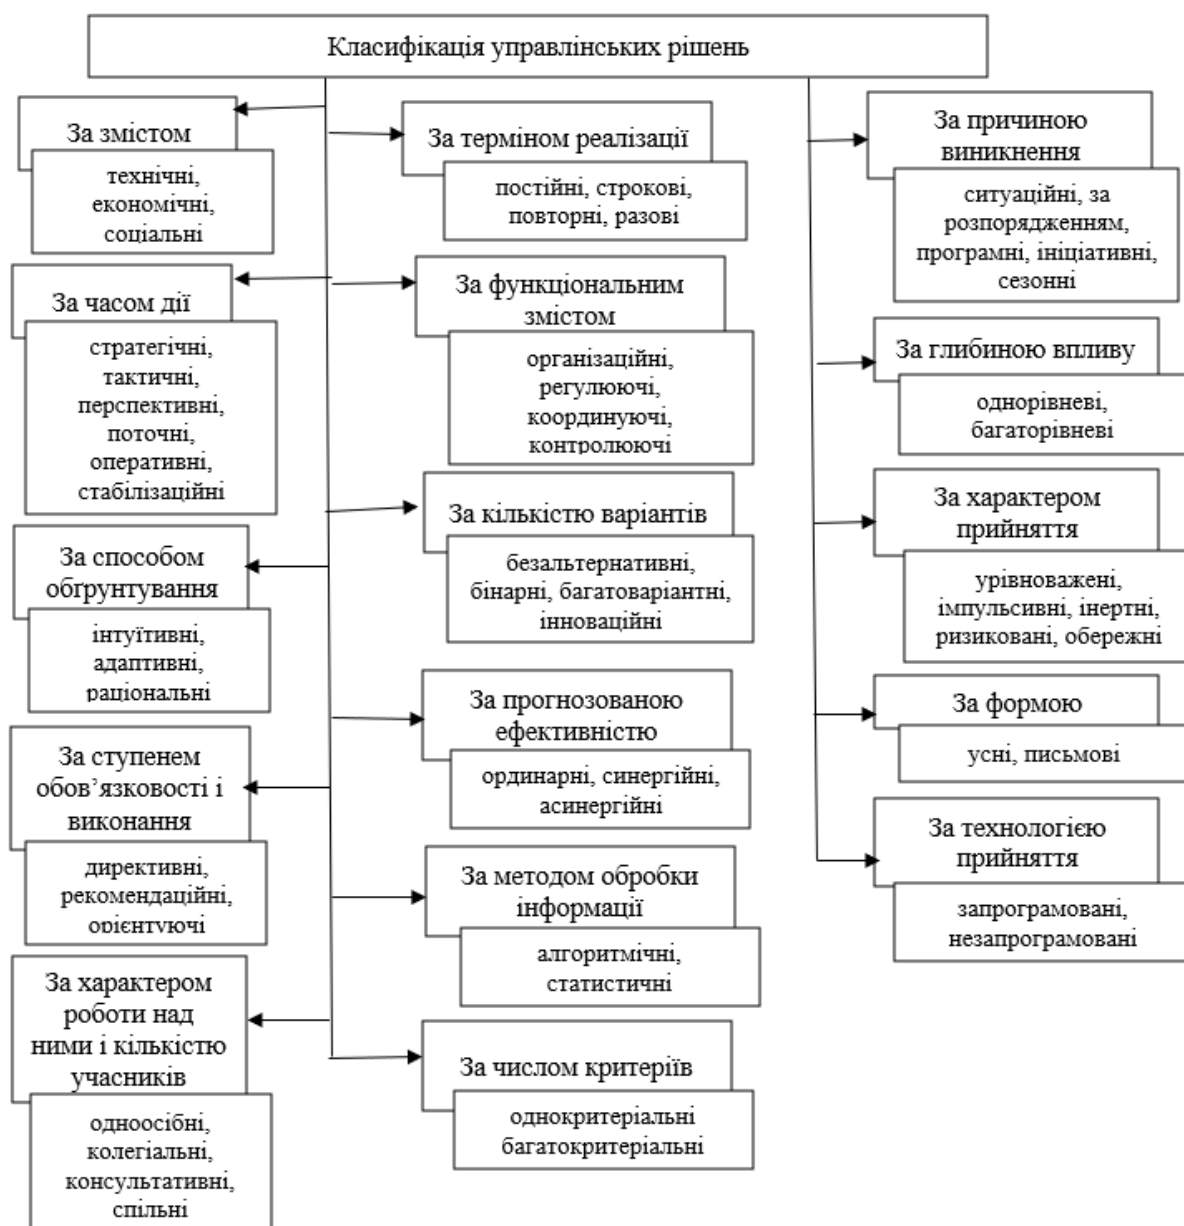 Класифікація управлінських рішень
За змістом
технічні,
економічні,
соціальні
За часом дії
стратегічні,
тактичні,
перспективні,
поточні,
оперативні,
стабілізаційні
За способом
обґрунтування
інтуїтивні,
адаптивні,
раціональні
За ступенем
обов’язковості і
виконання
директивні,
рекомендаційні,
орієнтуючі
За характером
роботи над
ними і кількістю
учасників
одноосібні,
колегіальні,
консультативні,
спільні
За терміном реалізації
постійні, строкові,
повторні, разові
За функціональним
змістом
організаційні,
регулюючі,
координуючі,
контролюючі
За кількістю варіантів
безальтернативні,
бінарні, багатоваріантні,
інноваційні
За прогнозованою
ефективністю
ординарні, синергійні,
асинергійні
За методом обробки
інформації
алгоритмічні,
статистичні
За числом критеріїв
однокритеріальні
багатокритеріальні
За причиною
виникнення
ситуаційні, за
розпорядженням,
програмні, ініціативні,
сезонні
За глибиною впливу
однорівневі,
багаторівневі
За характером
прийняття
урівноважені,
імпульсивні, інертні,
ризиковані, обережні
За формою
усні, письмові
За технологією
прийняття
запрограмовані,
незапрограмовані